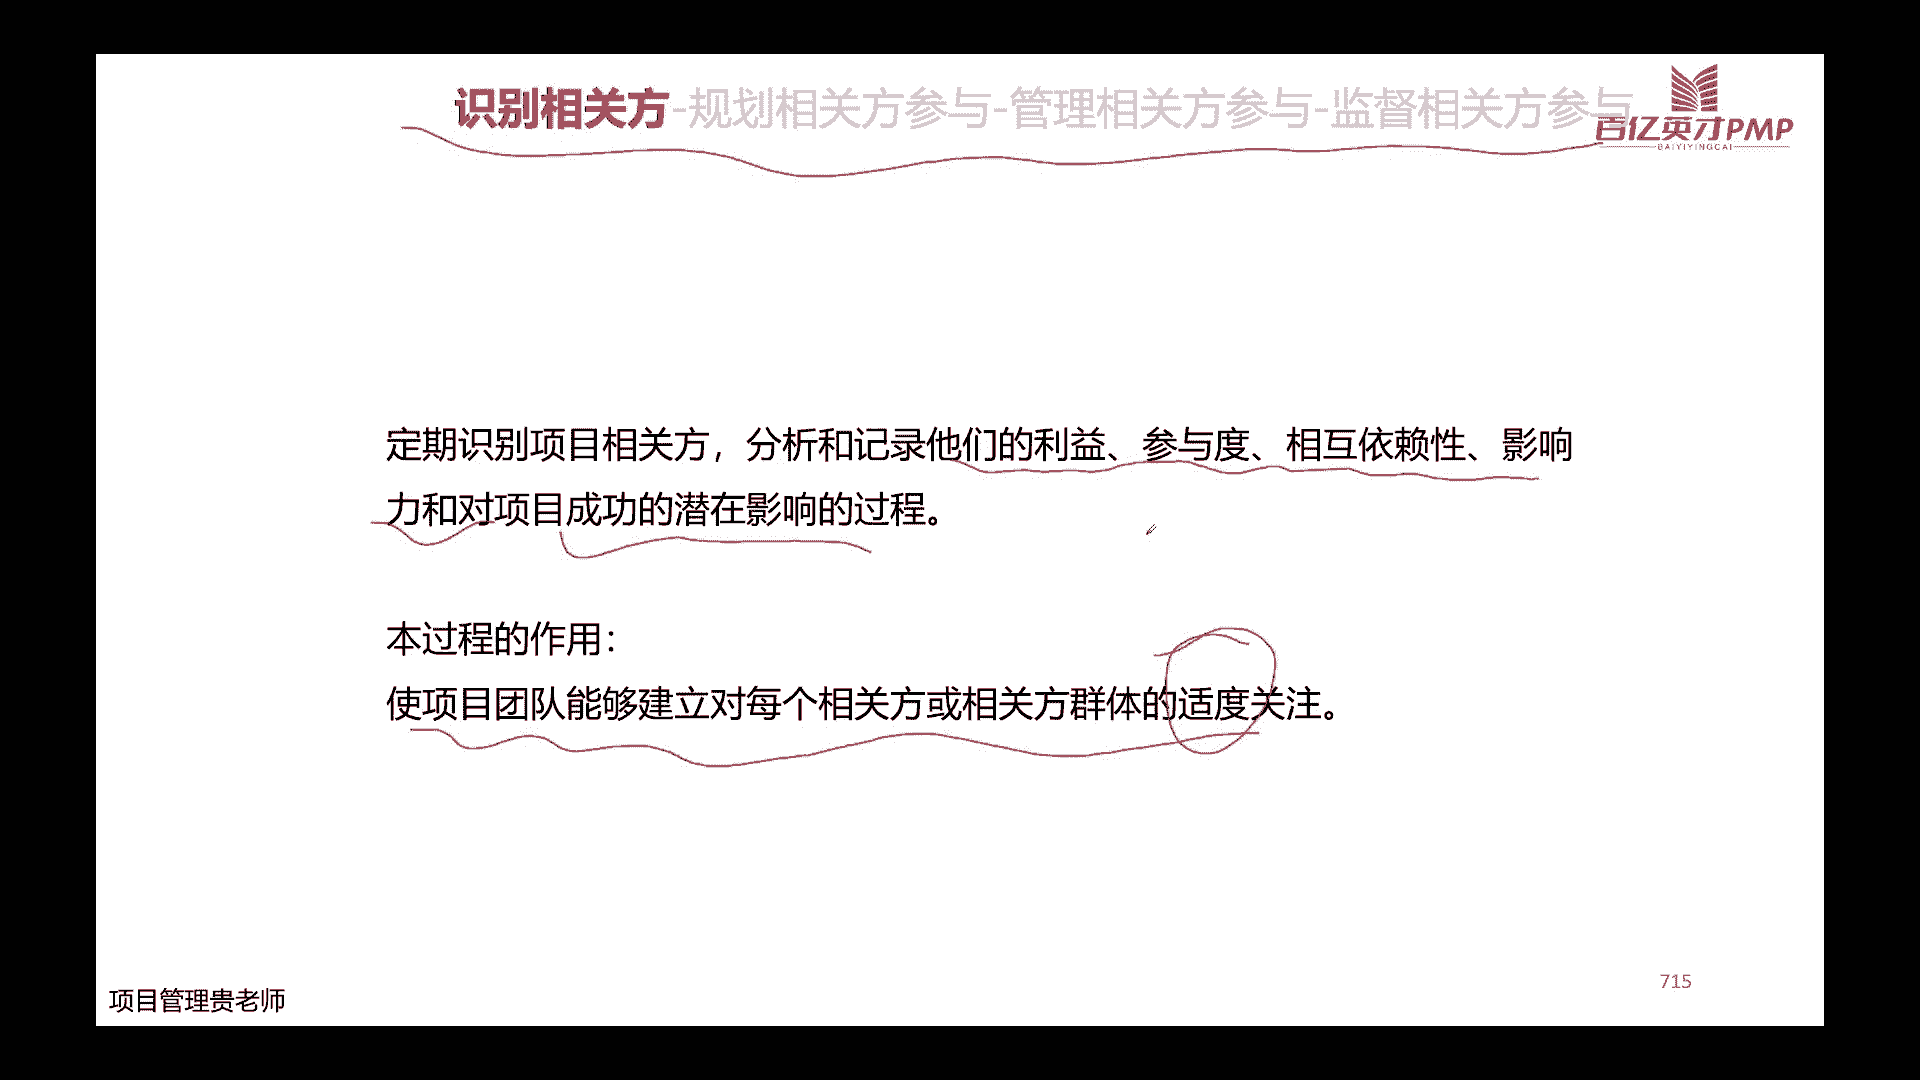 识别相关方-规划相关方参与-管理相关方参与-监督相关方参与
百亿英才PMP
BAIYIYINGCAI
定期识别项目相关方，分析和记录他们的利益、参与度、相互依赖性、影响
力和对项目成功的潜在影响的过程。
本过程的作用：
使项目团队能够建立对每个相关方或相关方群体的适度关注。
715
项目管理贵老师